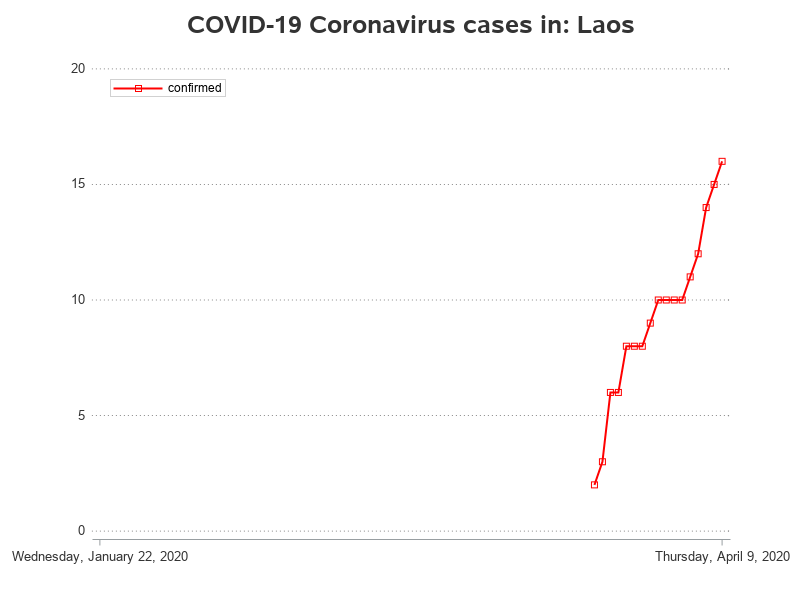 COVID-19 Coronavirus cases in: Laos
20
confirmed
15
10
5
0
Wednesday, January 22, 2020
Thursday, April 9, 2020